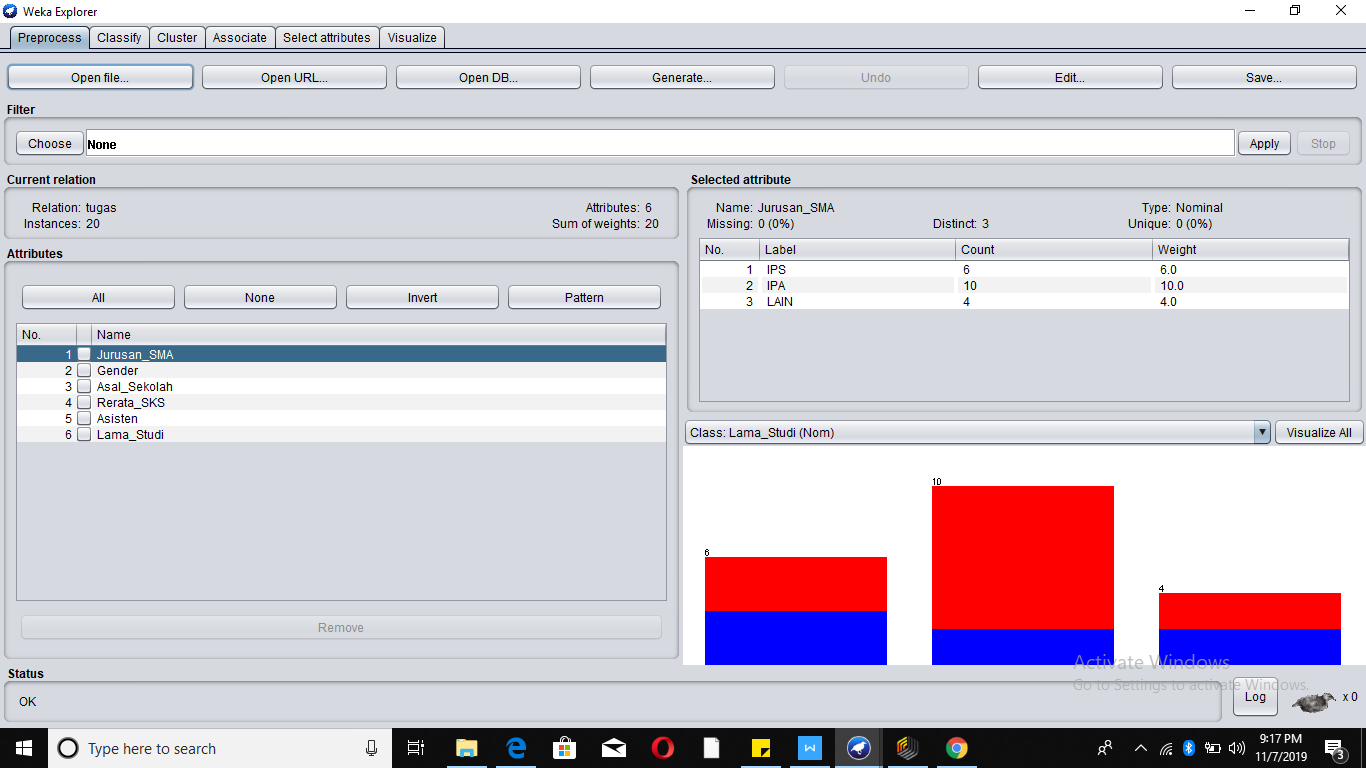 Weka Explorer
Preprocess Classify Cluster Associate Select attributes Visualize
Open file... Open URL... Open DB... Generate... Undo Edit... Save...
Filter
Choose None Apply Stop
Current relation
Relation: tugas Attributes: 6
Instances: 20 Sum of weights: 20
Attributes
All None Invert Pattern
No. Name
1 Jurusan_SMA
2 Gender
3 Asal_Sekolah
4 Rerata_SKS
5 Asisten
6 Lama_Studi
Remove
Selected attribute
Name: Jurusan_SMA Type: Nominal
Missing: 0 (0%) Distinct: 3 Unique: 0 (0%)
No. Label Count Weight
1 IPS 6 6.0
2 IPA 10 10.0
3 LAIN 4 4.0
Class: Lama_Studi (Nom) Visualize All
6
10
4
Activate Windows
Go to Settings to activate Windows.
Status
OK
Log x 0
Type here to search
W
9:17 PM
11/7/2019
3